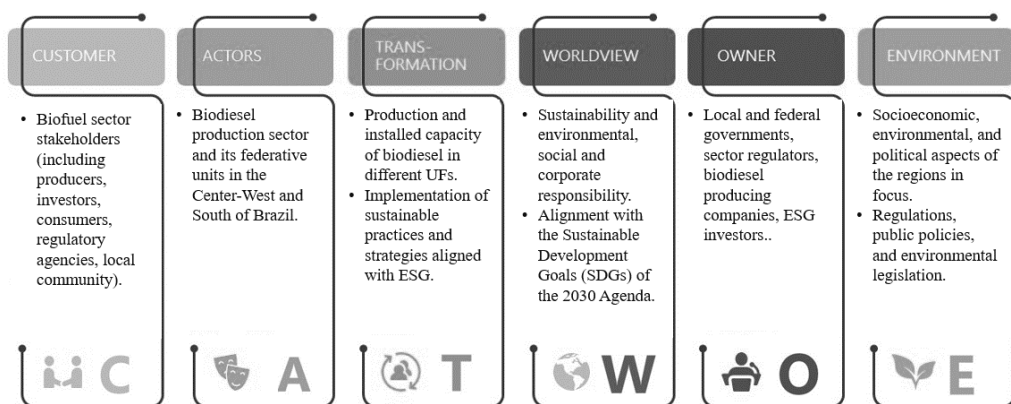 CUSTOMER
• Biofuel sector
stakeholders
(including
producers,
investors,
consumers,
regulatory
agencies, local
community).
C
ACTORS
• Biodiesel
production sector
and its federative
units in the
Center-West and
South of Brazil.
A
TRANS-
FORMATION
• Production and
installed capacity
of biodiesel in
different UFs.
• Implementation of
sustainable
practices and
strategies aligned
with ESG.
T
WORLDVIEW
• Sustainability and
environmental,
social and
corporate
responsibility.
• Alignment with
the Sustainable
Development
Goals (SDGs) of
the 2030 Agenda.
W
OWNER
• Local and federal
governments,
sector regulators,
biodiesel
producing
companies, ESG
investors..
O
ENVIRONMENT
• Socioeconomic,
environmental, and
political aspects of
the regions in
focus.
• Regulations,
public policies,
and environmental
legislation.
E